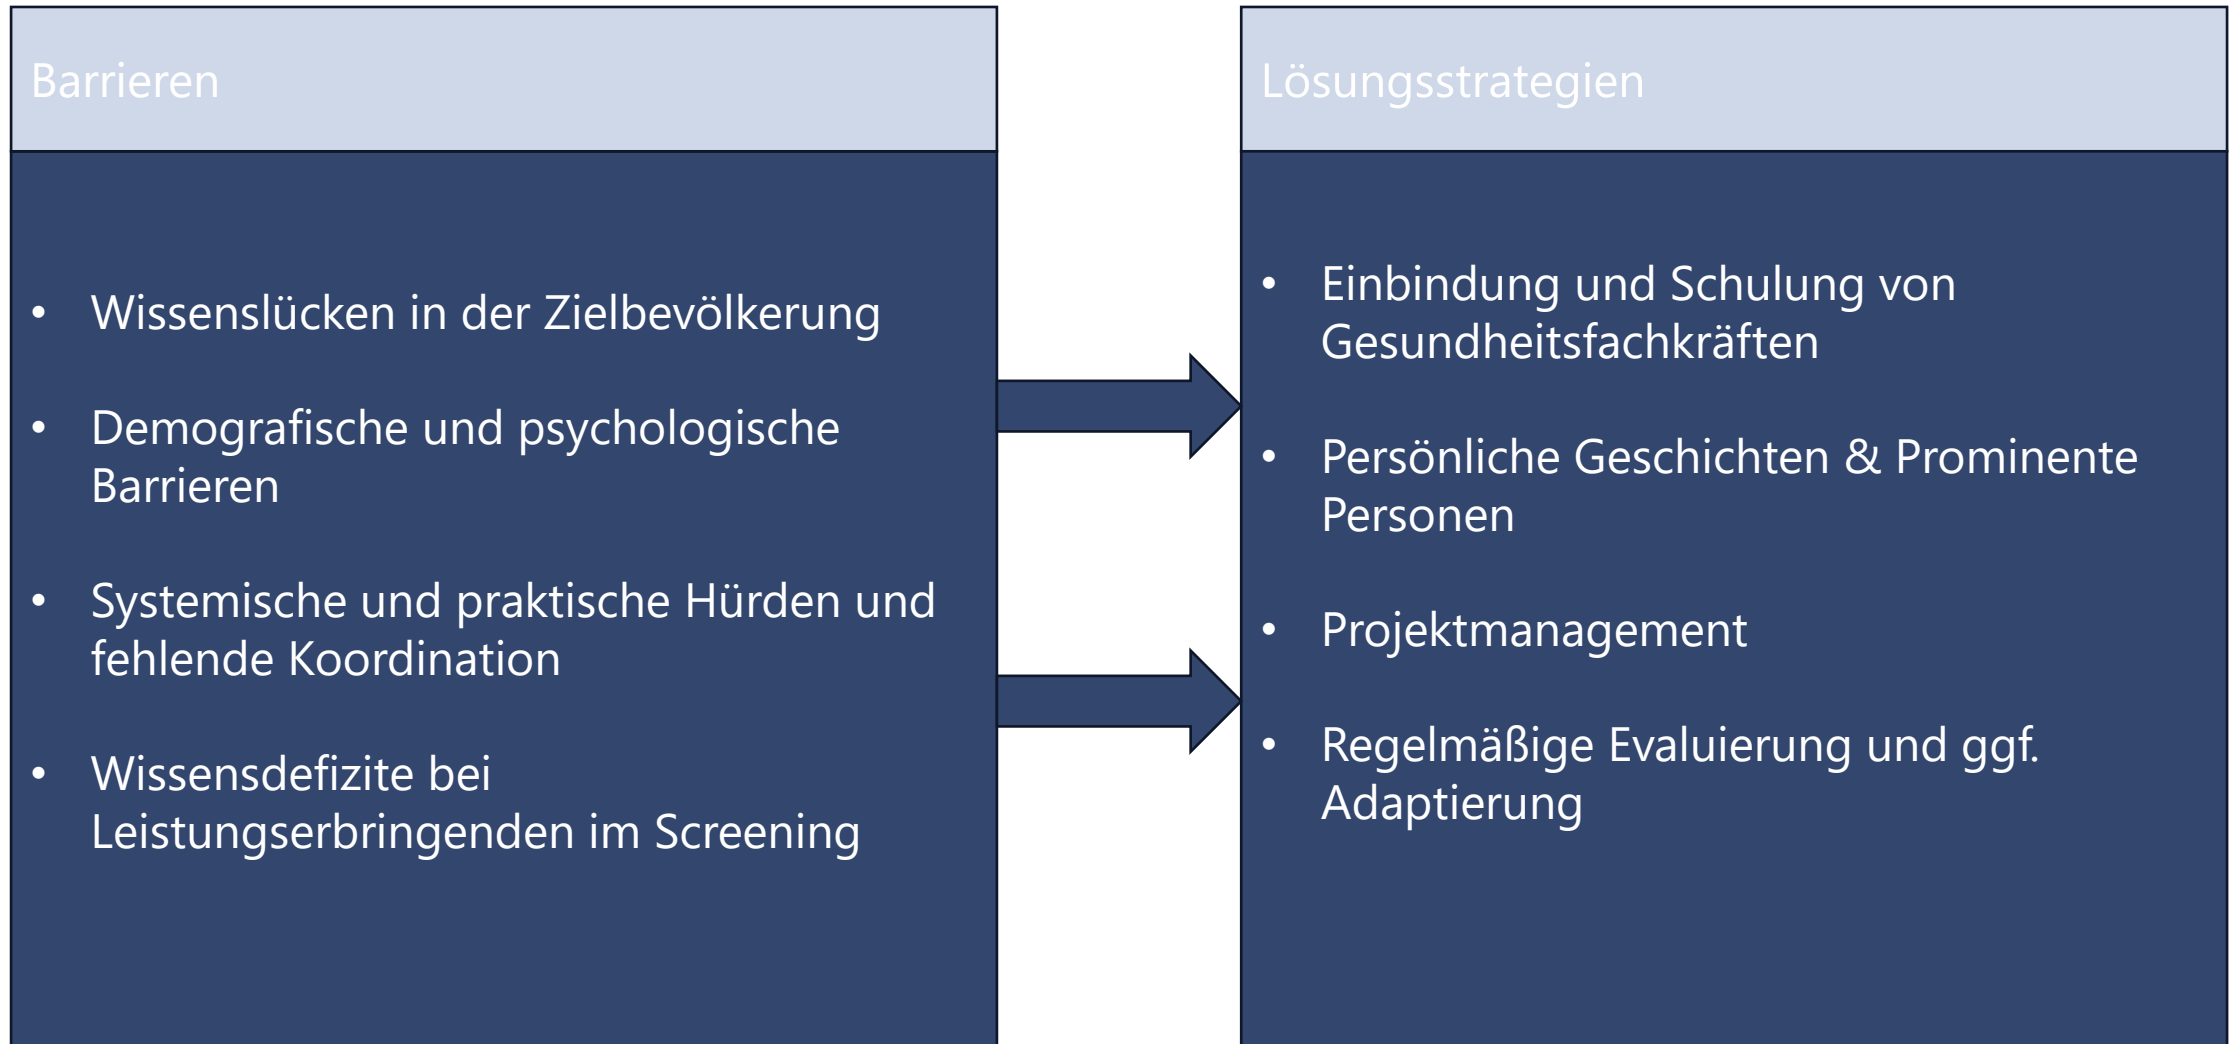 Barrieren
• Wissenslücken in der Zielbevölkerung
• Demografische und psychologische
Barrieren
• Systemische und praktische Hürden und
fehlende Koordination
• Wissensdefizite bei
Leistungserbringenden im Screening
Lösungsstrategien
• Einbindung und Schulung von
Gesundheitsfachkräften
• Persönliche Geschichten & Prominente
Personen
• Projektmanagement
• Regelmäßige Evaluierung und ggf.
Adaptierung